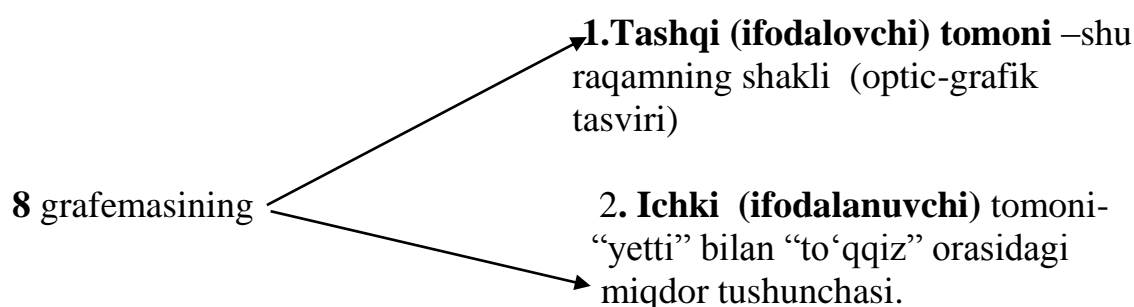 1.Tashqi (ifodalovchi) tomoni –shu
raqamning shakli (optic-grafik
tasviri)
8 grafemasining
2. Ichki (ifodalanuvchi) tomoni-
“yetti” bilan “to‘qqiz” orasidagi
miqdor tushunchasi.